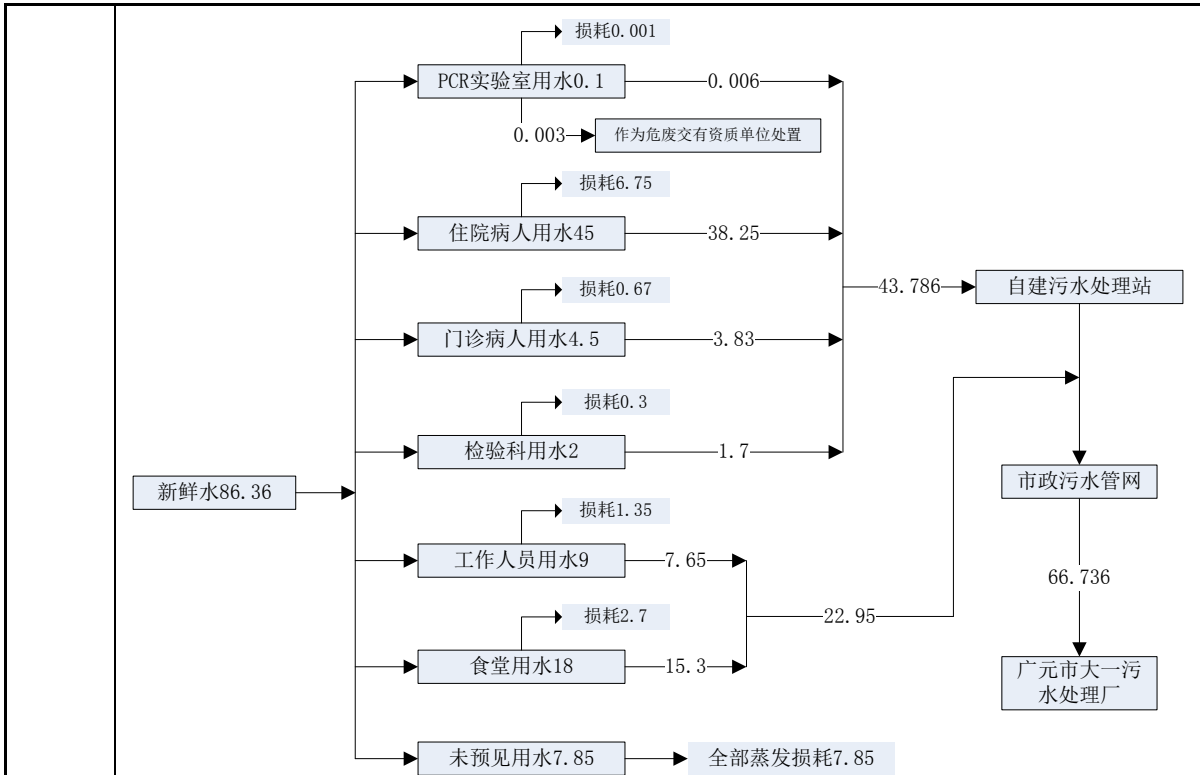 损耗0.001
PCR实验室用水0.1
0.006
0.003
作为危废交有资质单位处置
损耗6.75
住院病人用水45
38.25
43.786
自建污水处理站
损耗0.67
门诊病人用水4.5
3.83
损耗0.3
检验科用水2
1.7
新鲜水86.36
市政污水管网
损耗1.35
工作人员用水9
7.65
66.736
22.95
损耗2.7
食堂用水18
15.3
广元市大一污
水处理厂
未预见用水7.85
全部蒸发损耗7.85